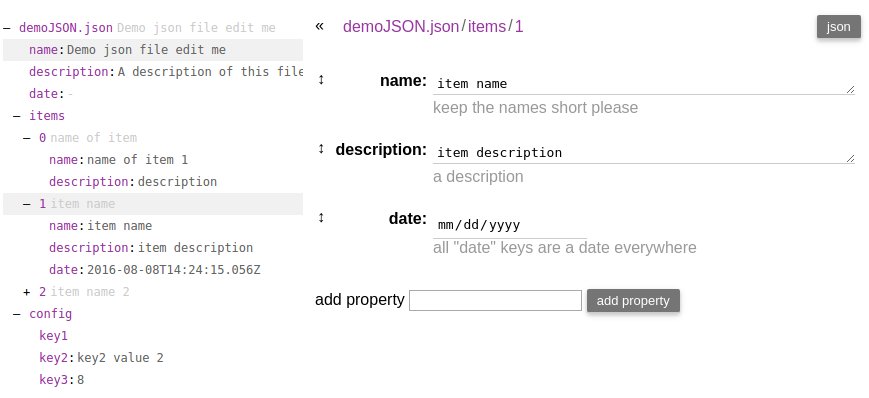 – demoJSON.json Demo json file edit me
name: Demo json file edit me
description: A description of this file
date: -
– items
– 0 name of item
name: name of item 1
description: description
– 1 item name
name: item name
description: item description
date: 2016-08-08T14:24:15.056Z
+ 2 item name 2
– config
key1
key2: key2 value 2
key3: 8
« demoJSON.json/items/1 json
↕ name: item name
keep the names short please
↕ description: item description
a description
↕ date: mm/dd/yyyy
all "date" keys are a date everywhere
add property add property